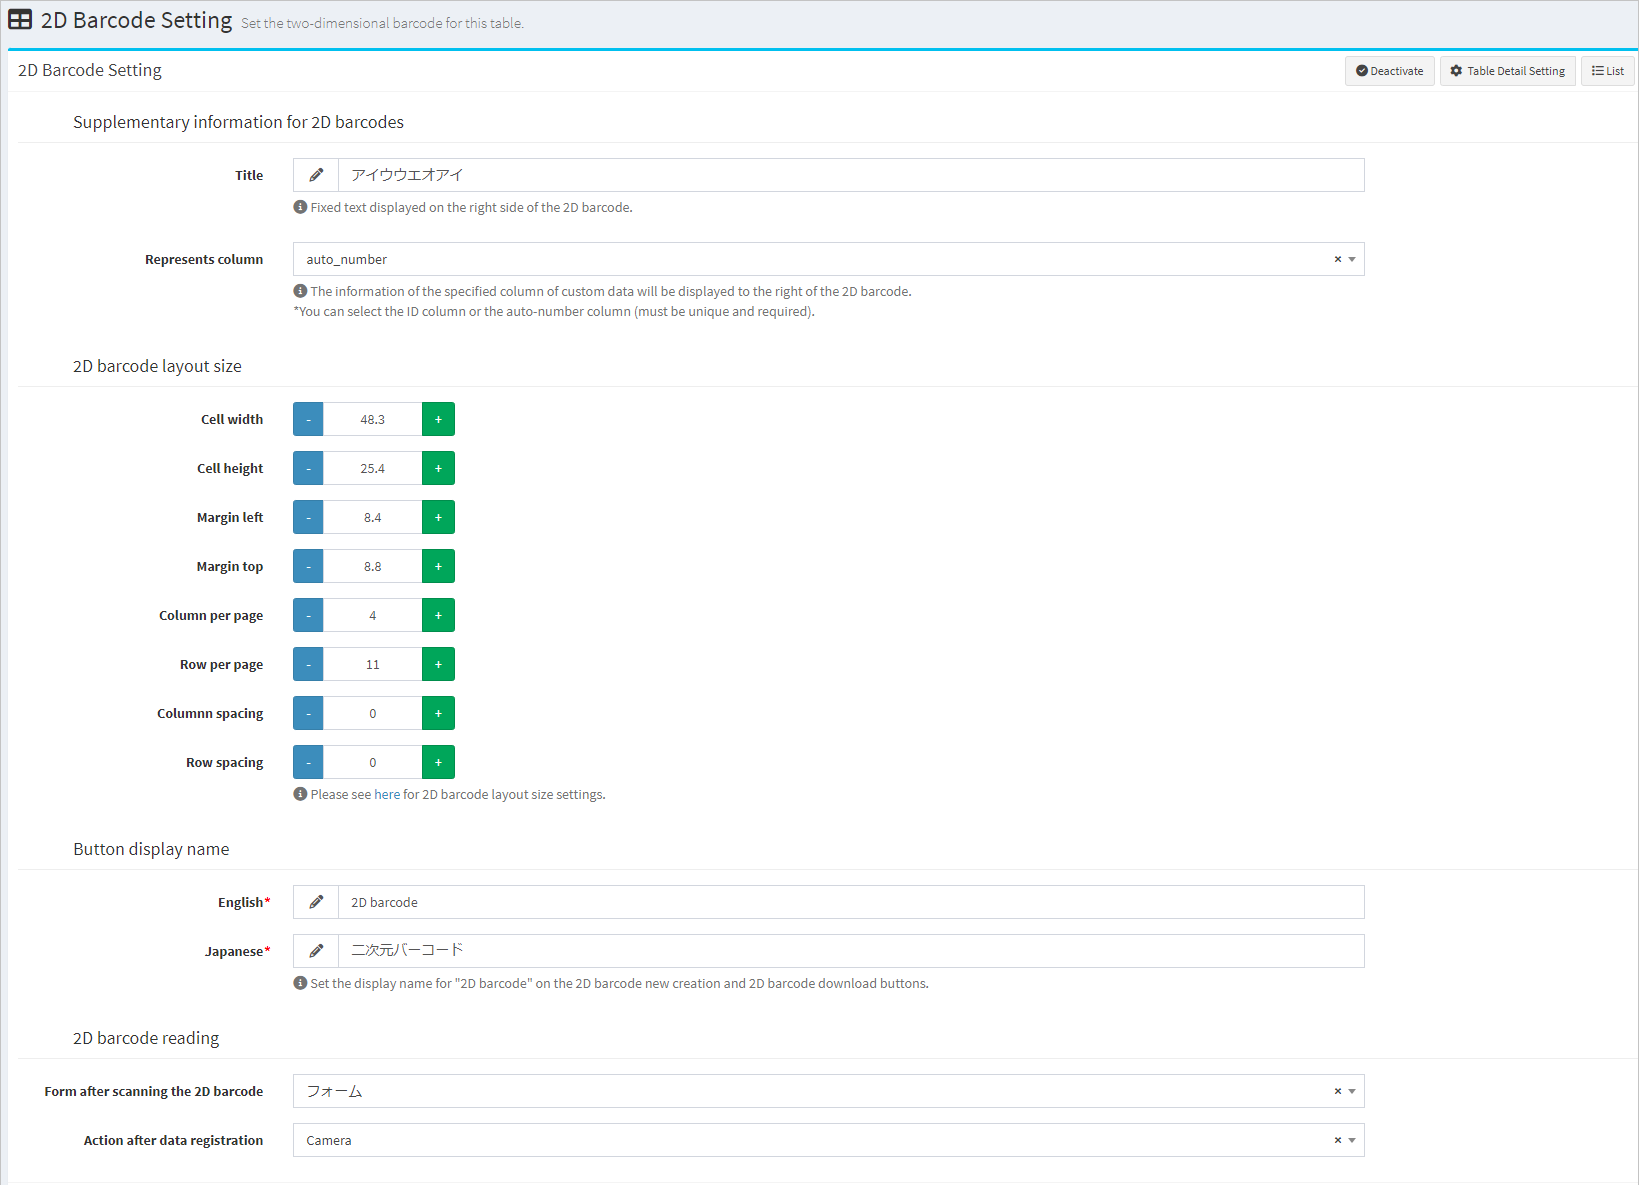 2D Barcode Setting Set the two-dimensional barcode for this table.
2D Barcode Setting Deactivate Table Detail Setting List
Supplementary information for 2D barcodes
Title アイウウエオアイ
Fixed text displayed on the right side of the 2D barcode.
Represents column auto_number × 
The information of the specified column of custom data will be displayed to the right of the 2D barcode.
*You can select the ID column or the auto-number column (must be unique and required).
2D barcode layout size
Cell width - 48.3 +
Cell height - 25.4 +
Margin left - 8.4 +
Margin top - 8.8 +
Column per page - 4 +
Row per page - 11 +
Columnn spacing - 0 +
Row spacing - 0 +
Please see here for 2D barcode layout size settings.
Button display name
English* 2D barcode
Japanese* 二次元バーコード
Set the display name for "2D barcode" on the 2D barcode new creation and 2D barcode download buttons.
2D barcode reading
Form after scanning the 2D barcode フォーム ×
Action after data registration Camera ×